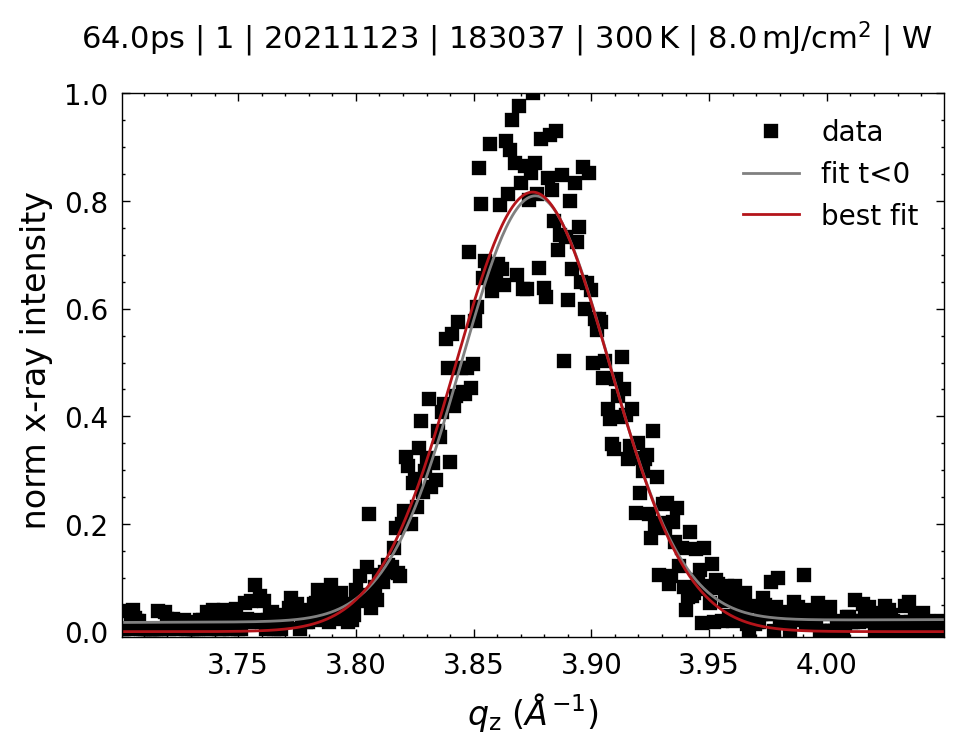 64.0ps | 1 | 20211123 | 183037 | 300 K | 8.0 mJ/cm² | W
1.0
0.8
0.6
0.4
0.2
0.0
norm x-ray intensity
data
fit t<0
best fit
3.75
3.80
3.85
3.90
3.95
4.00
q_z (Å⁻¹)